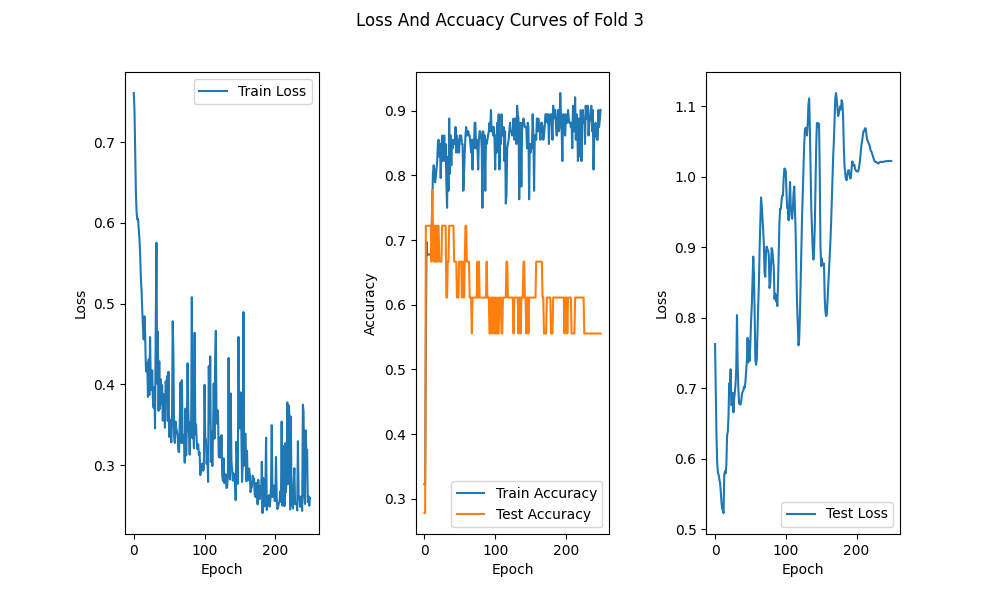 Loss And Accuacy Curves of Fold 3
Train Loss
Loss
0.7
0.6
0.5
0.4
0.3
0 100 200
Epoch
Accuracy
0.9
0.8
0.7
0.6
0.5
0.4
0.3
Train Accuracy
Test Accuracy
0 100 200
Epoch
Loss
1.1
1.0
0.9
0.8
0.7
0.6
0.5
Test Loss
0 100 200
Epoch